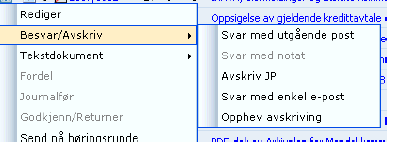 Rediger
Besvar/Avskriv
Tekstdokument
Fordel
Journalfør
Godkjenn/Returner
Send nå høringsrunde
Oppsigelse av gjeldende kredittavtale
Svar med utgående post
Svar med notat
Avskriv JP
Svar med enkel e-post
Opphev avskriving